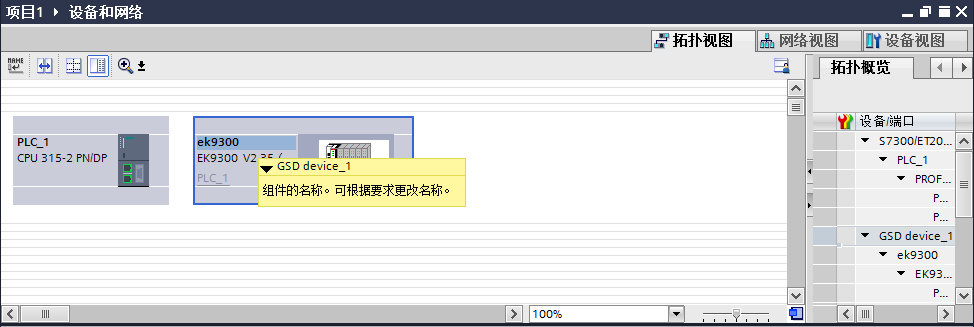 项目1 设备和网络
拓扑视图 网络视图 设备视图
拓扑概览
设备/端口
S7300/ET20...
PLC_1
PROF...
P...
P...
GSD device_1
ek9300
EK93...
P...
PLC_1
CPU 315-2 PN/DP
ek9300
EK9300 V2.35 (
PLC_1
GSD device_1
组件的名称。可根据要求更改名称。
100%